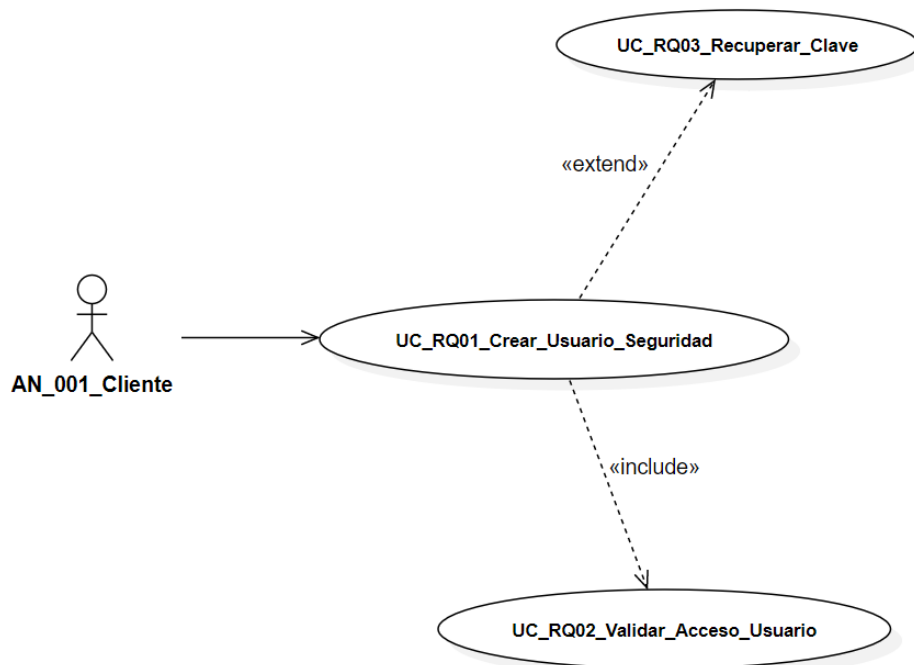 UC_RQ03_Recuperar_Clave
«extend»
UC_RQ01_Crear_Usuario_Seguridad
AN_001_Cliente
«include»
UC_RQ02_Validar_Acceso_Usuario